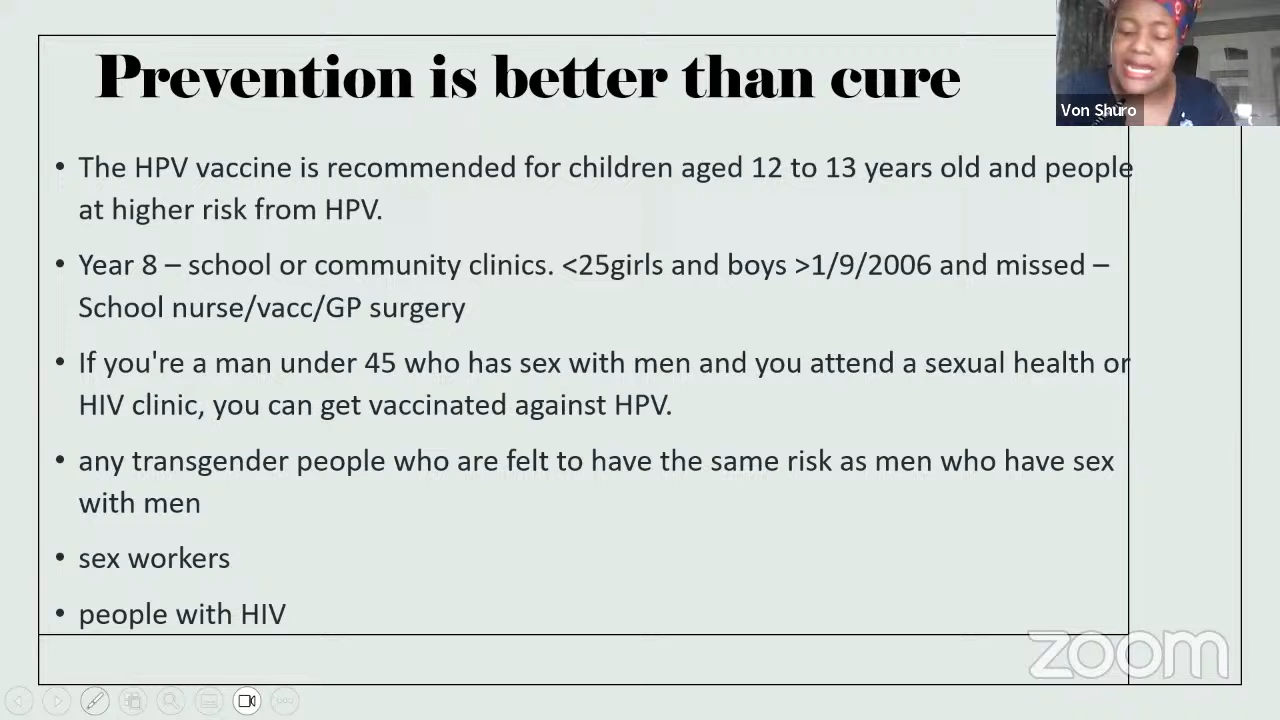 Prevention is better than cure
Von Shuro
• The HPV vaccine is recommended for children aged 12 to 13 years old and people
at higher risk from HPV.
• Year 8 – school or community clinics. <25girls and boys >1/9/2006 and missed –
School nurse/vacc/GP surgery
• If you're a man under 45 who has sex with men and you attend a sexual health or
HIV clinic, you can get vaccinated against HPV.
• any transgender people who are felt to have the same risk as men who have sex
with men
• sex workers
• people with HIV
zoom